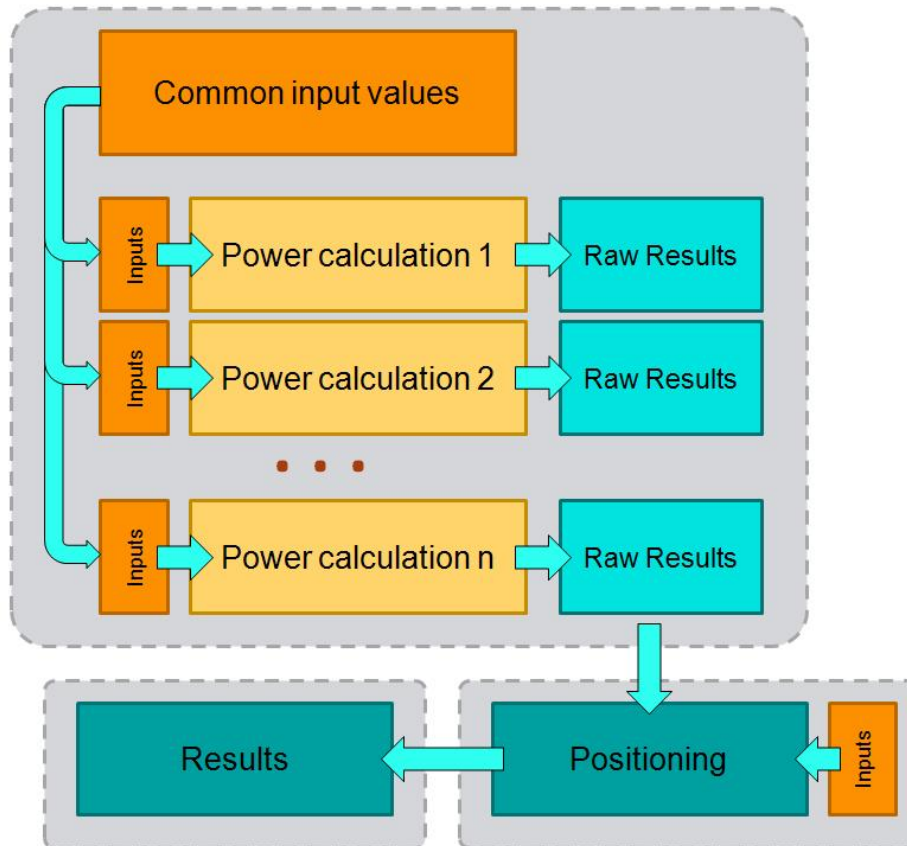 Common input values
Inputs
Power calculation 1
Raw Results
Inputs
Power calculation 2
Raw Results
. . .
Inputs
Power calculation n
Raw Results
Results
Positioning
Inputs